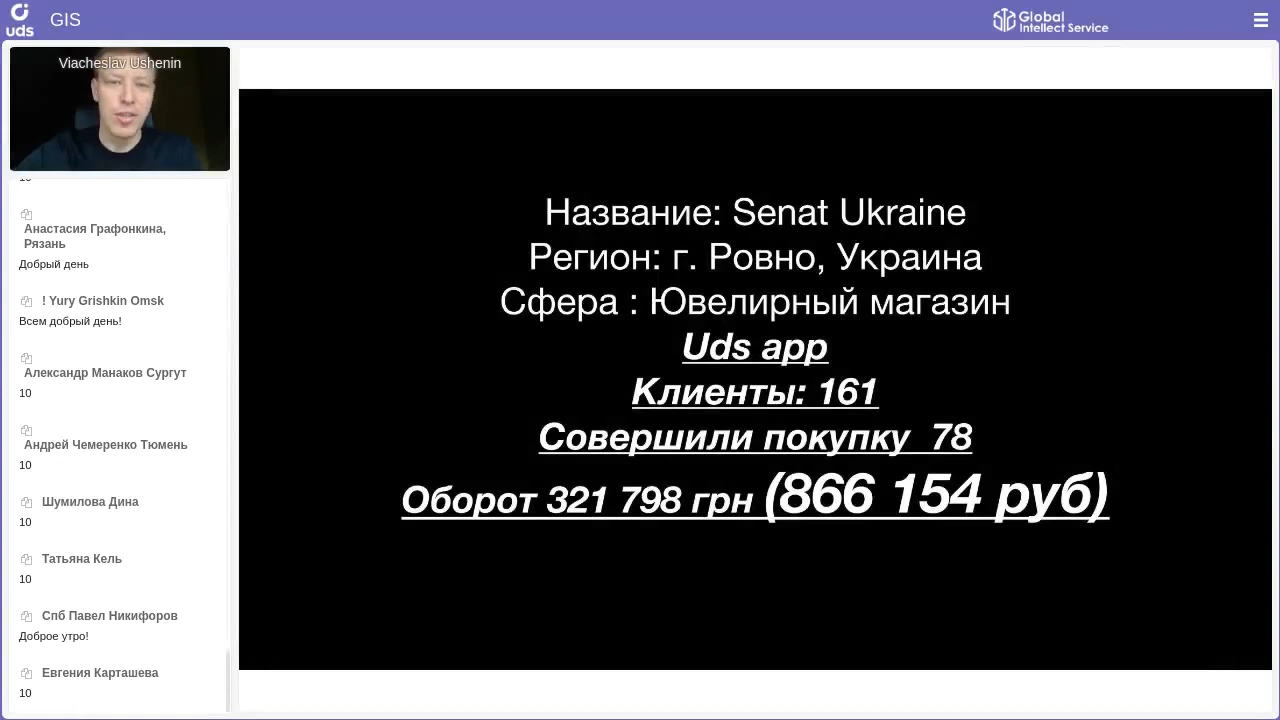 uds
GIS
Global
Intellect Service
Viacheslav Ushenin
Анастасия Графонкина,
Рязань
Добрый день
! Yury Grishkin Omsk
Всем добрый день!
Александр Манаков Сургут
10
Андрей Чемеренко Тюмень
10
Шумилова Дина
10
Татьяна Кель
10
Спб Павел Никифоров
Доброе утро!
Евгения Карташева
10
Название: Senat Ukraine
Регион: г. Ровно, Украина
Сфера : Ювелирный магазин
Uds app
Клиенты: 161
Совершили покупку 78
Оборот 321 798 грн (866 154 руб)